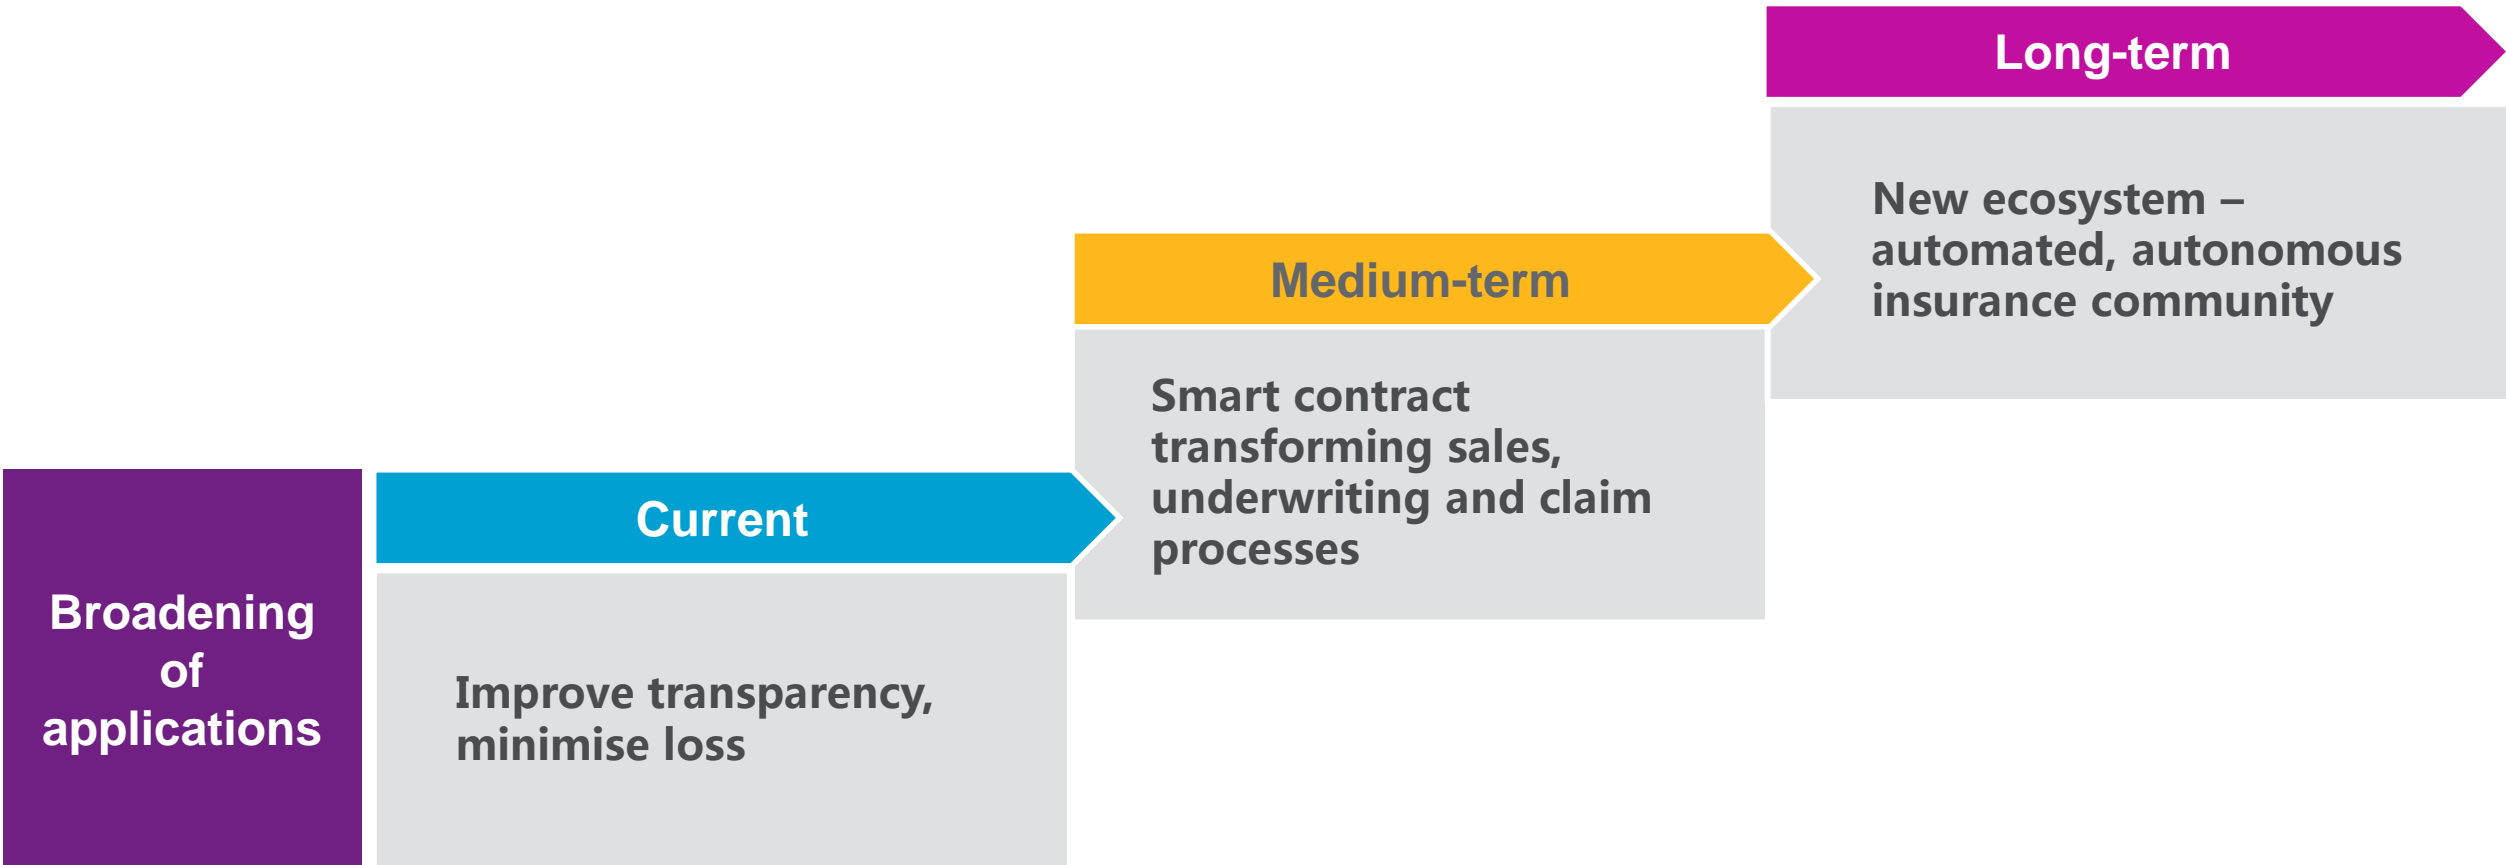 Long-term
New ecosystem –
automated, autonomous
insurance community
Medium-term
Smart contract
transforming sales,
underwriting and claim
processes
Current
Improve transparency,
minimise loss
Broadening
of
applications